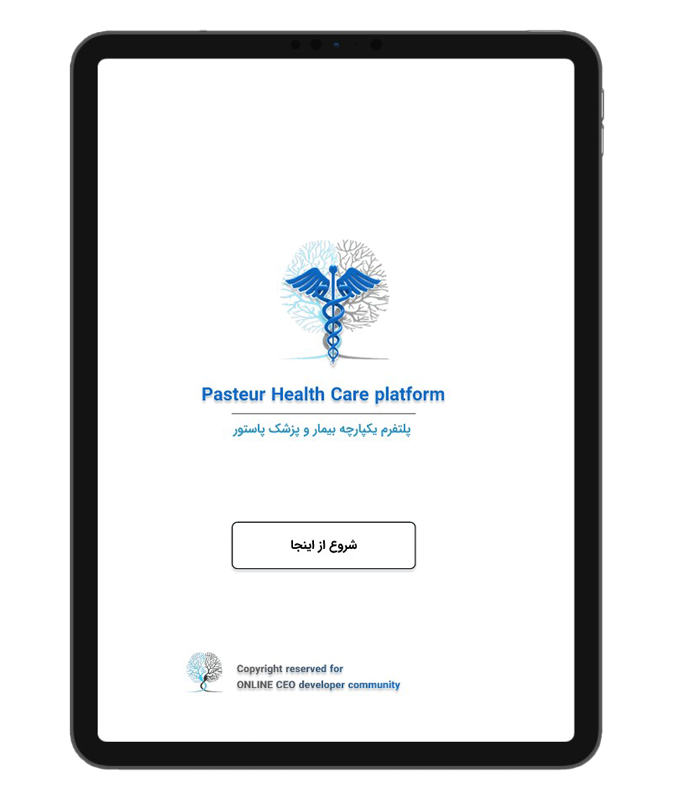 Pasteur Health Care platform
پلتفرم یکپارچه بیمار و پزشک پاستور
شروع از اینجا
Copyright reserved for
ONLINE CEO developer community